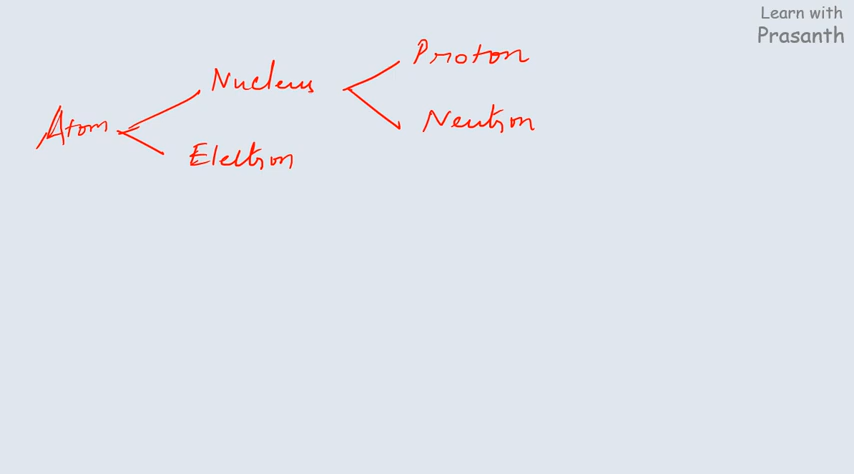 Learn with
Prasanth
Atom
Nucleus
Electron
Proton
Neutron